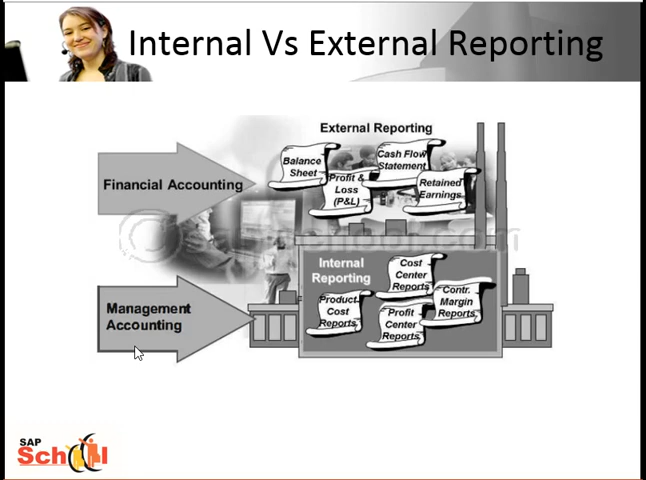 Internal Vs External Reporting
External Reporting
Balance
Sheet
Profit &
Loss
(P&L)
Cash Flow
Statement
Retained
Earnings
Financial Accounting
Internal
Reporting
Cost
Center
Reports
Contr.
Margin
Reports
Product
Cost
Reports
Profit
Center
Reports
Management
Accounting
SAP
School